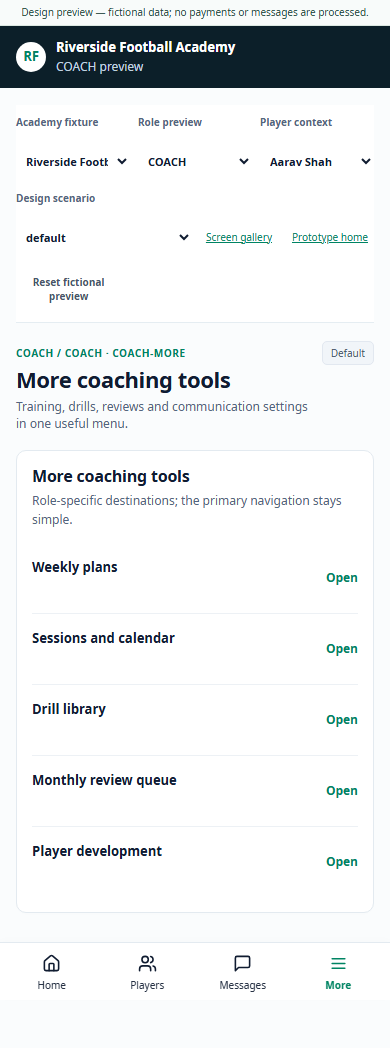 Design preview — fictional data; no payments or messages are processed.
RF
Riverside Football Academy
COACH preview
Academy fixture
Role preview
Player context
Riverside Foot
COACH
Aarav Shah
Design scenario
default
Screen gallery
Prototype home
Reset fictional
preview
COACH / COACH · COACH-MORE
Default
More coaching tools
Training, drills, reviews and communication settings
in one useful menu.
More coaching tools
Role-specific destinations; the primary navigation stays
simple.
Weekly plans
Open
Sessions and calendar
Open
Drill library
Open
Monthly review queue
Open
Player development
Open
Home
Players
Messages
More